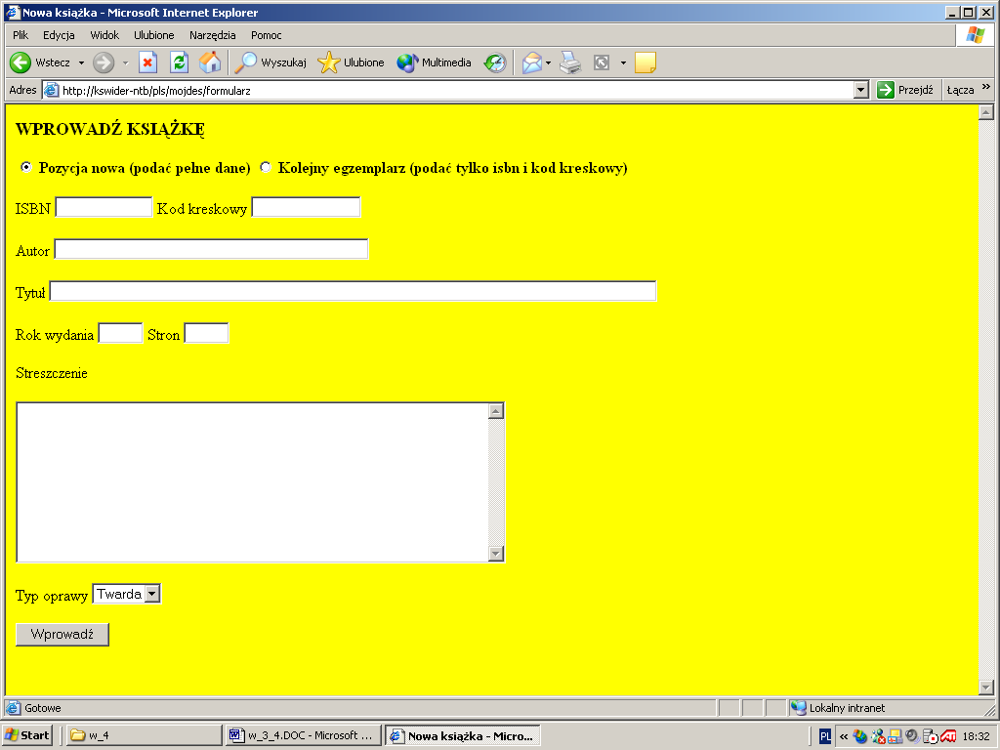 Nowa książka - Microsoft Internet Explorer
Plik Edycja Widok Ulubione Narzędzia Pomoc
Wstecz Wyszukaj Ulubione Multimedia
Adres http://kswider-ntb/pls/mojdes/formularz Przejdź Łącza »
WPROWADŹ KSIĄŻKĘ
Pozycja nowa (podać pełne dane) Kolejny egzemplarz (podać tylko isbn i kod kreskowy)
ISBN Kod kreskowy
Autor
Tytuł
Rok wydania Stron
Streszczenie
Typ oprawy Twarda
Wprowadź
Gotowe Lokalny intranet
Start w_4 w_3_4.DOC - Microsoft ... Nowa książka - Micro... PL « 18:32